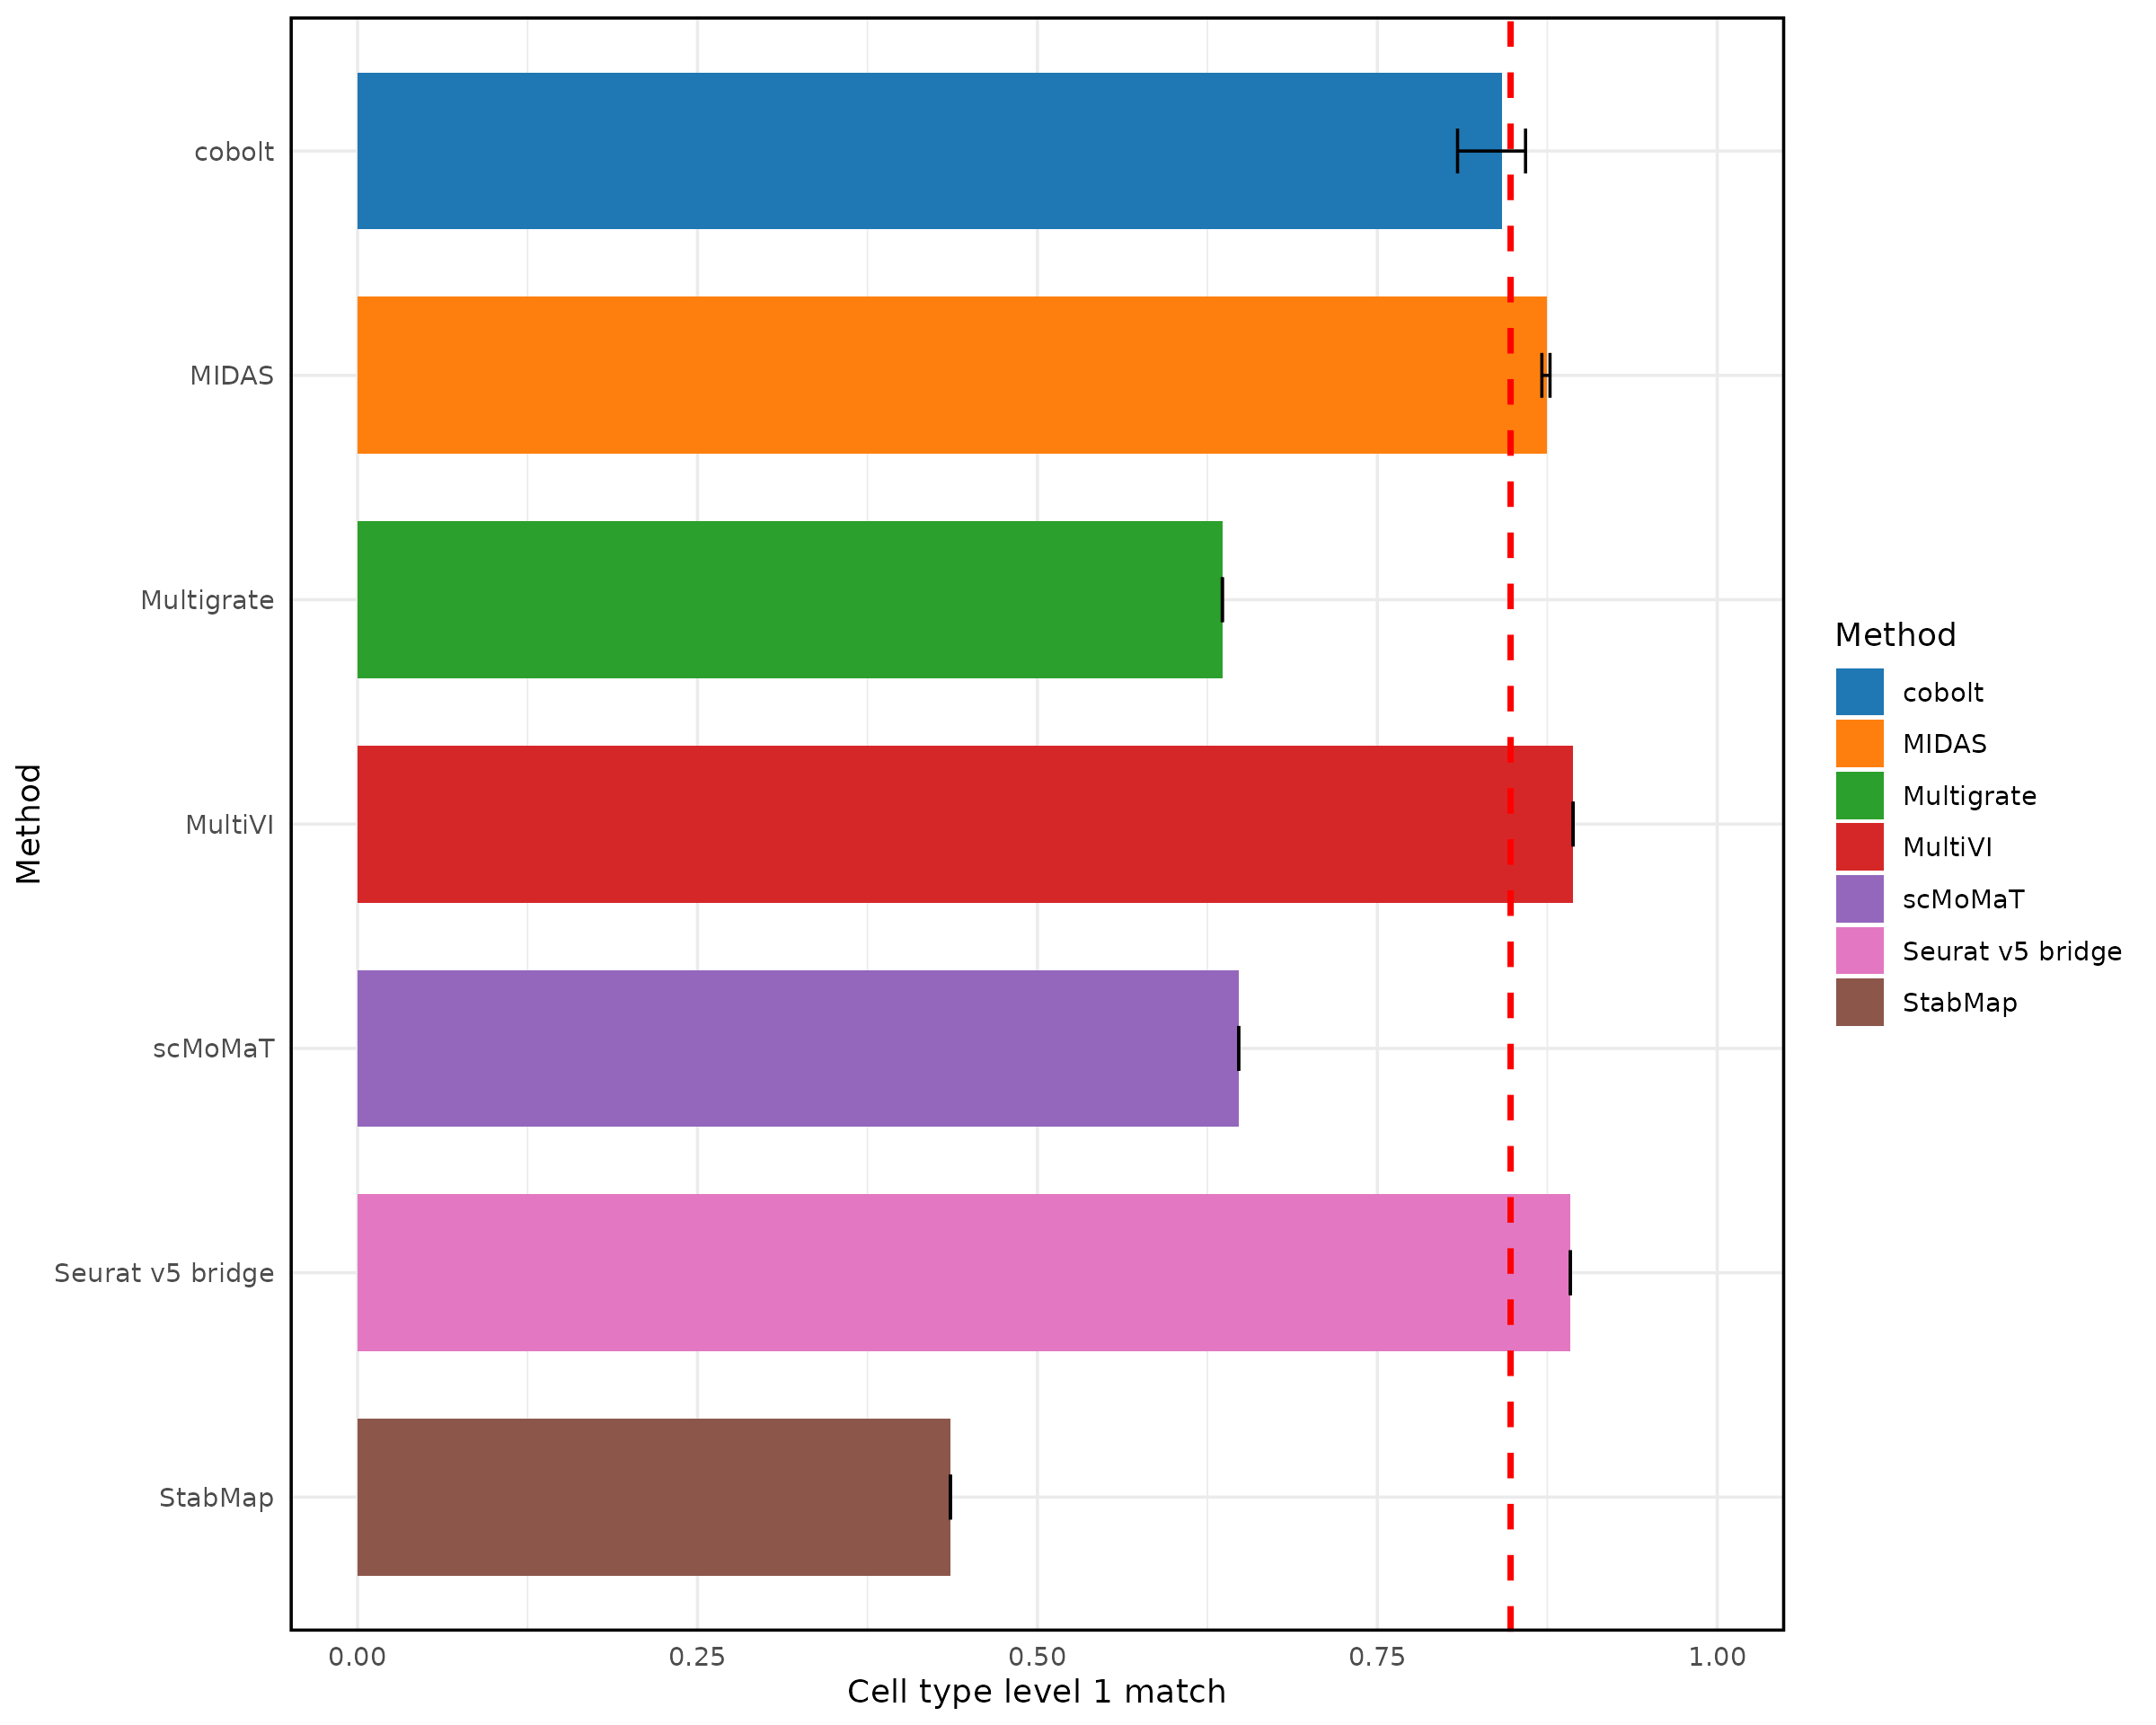 Method
cobolt
MIDAS
Multigrate
MultiVI
scMoMaT
Seurat v5 bridge
StabMap
0.00
0.25
0.50
0.75
1.00
Cell type level 1 match
Method
cobolt
MIDAS
Multigrate
MultiVI
scMoMaT
Seurat v5 bridge
StabMap